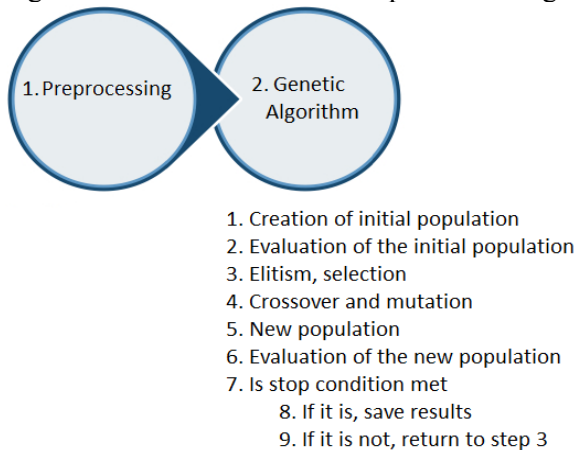 1. Preprocessing
2. Genetic
Algorithm
1. Creation of initial population
2. Evaluation of the initial population
3. Elitism, selection
4. Crossover and mutation
5. New population
6. Evaluation of the new population
7. Is stop condition met
8. If it is, save results
9. If it is not, return to step 3